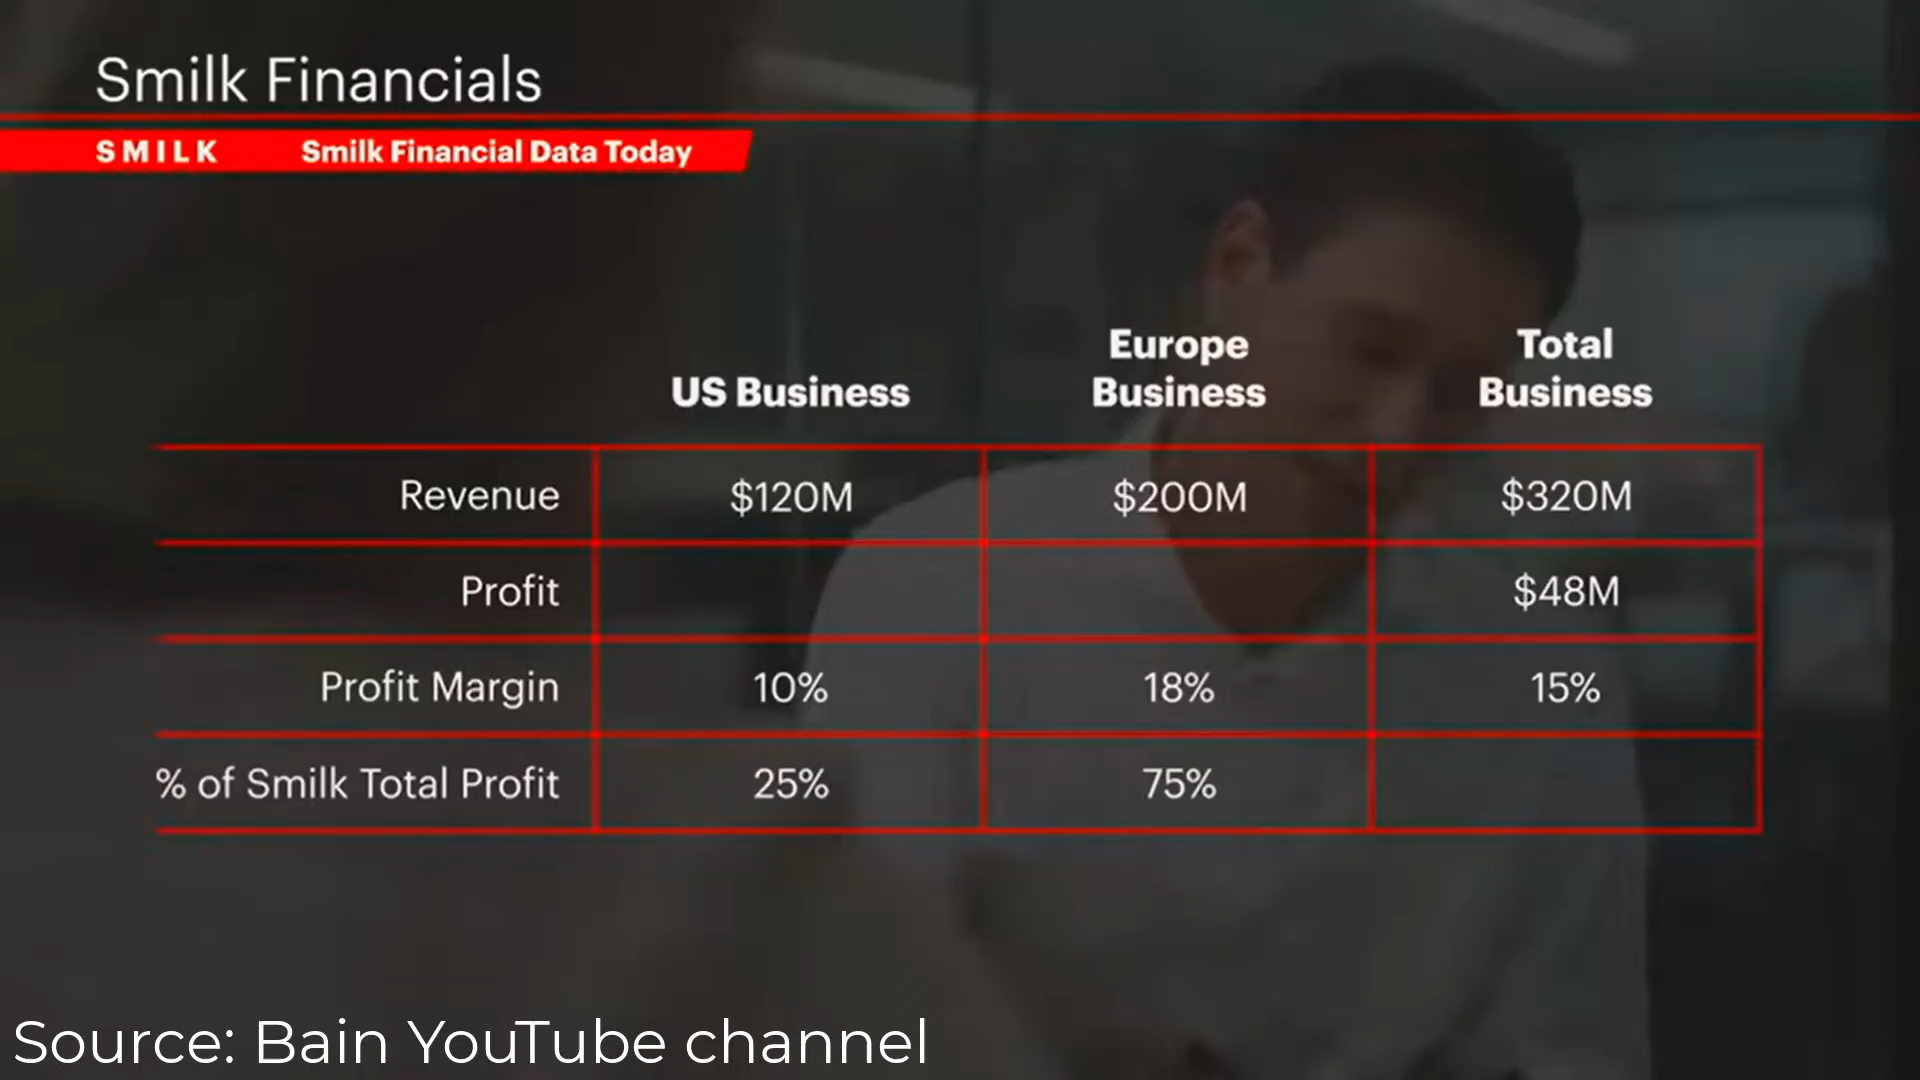 Smilk Financials
SMILK Smilk Financial Data Today
US Business Europe Business Total Business
Revenue $120M $200M $320M
Profit $48M
Profit Margin 10% 18% 15%
% of Smilk Total Profit 25% 75%
Source: Bain YouTube channel